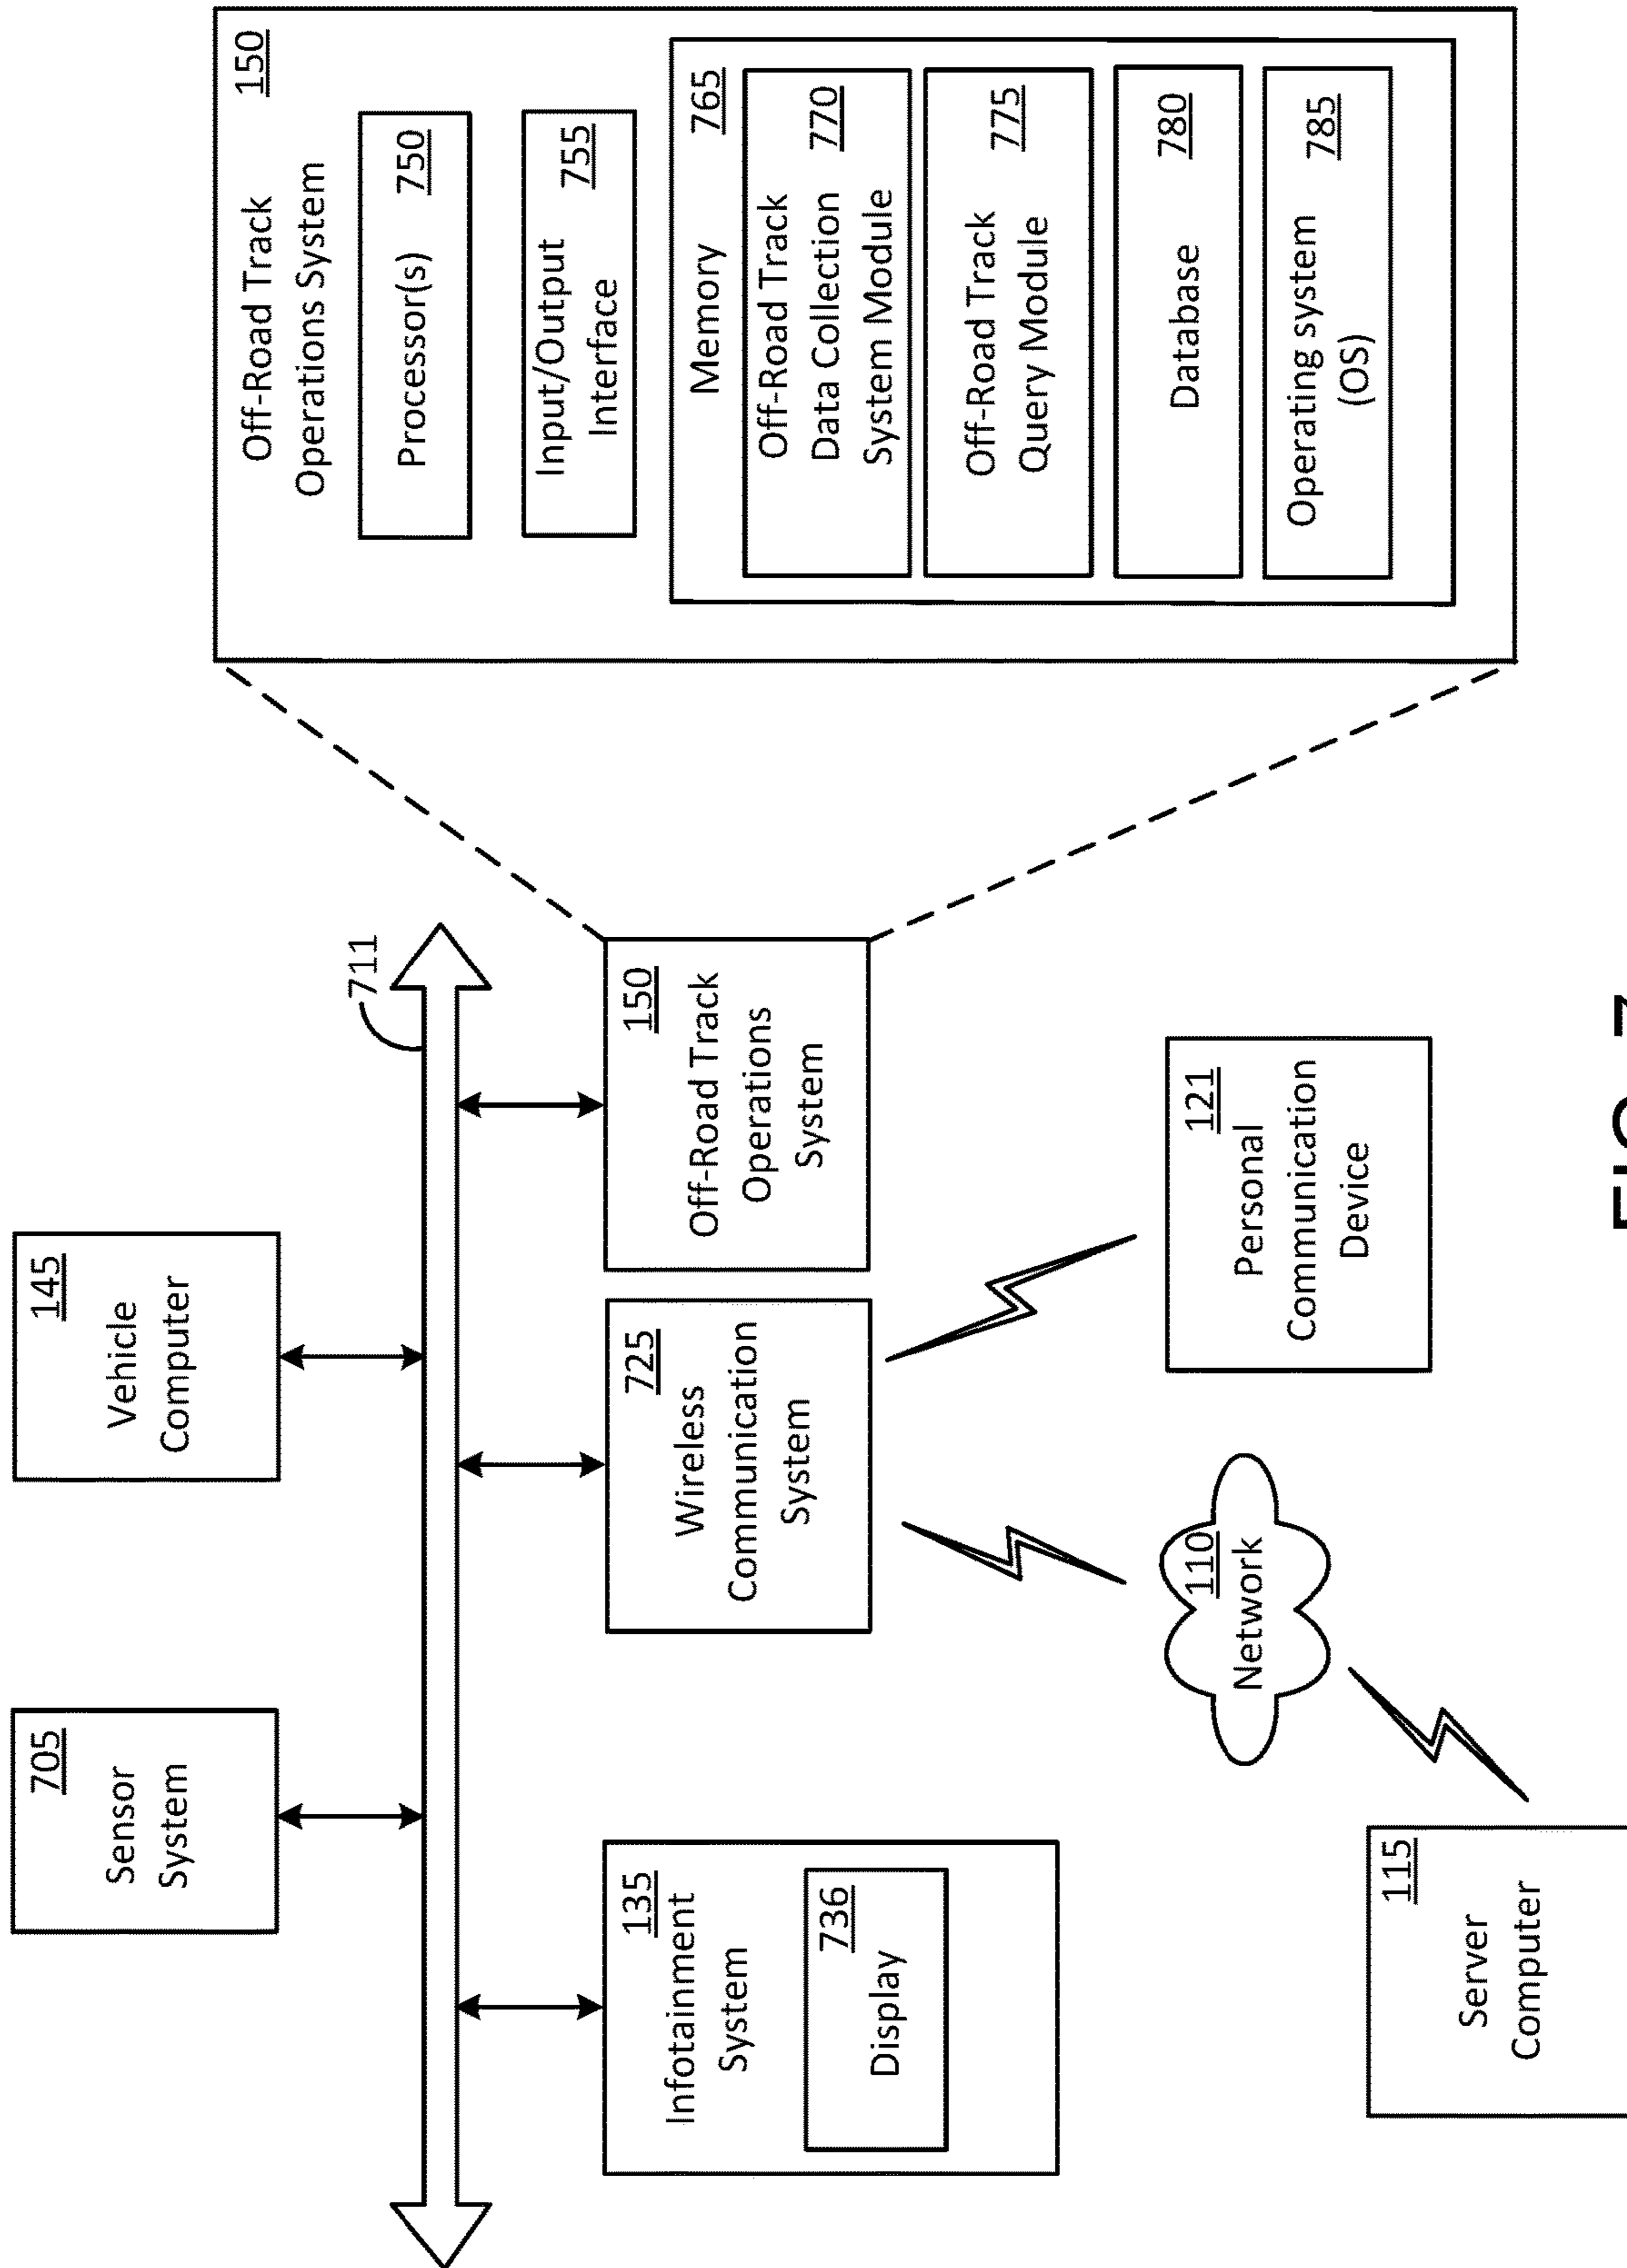 705
Sensor
System
145
Vehicle
Computer
711
135
Infotainment
System
736
Display
725
Wireless
Communication
System
150
Off-Road Track
Operations
System
110
Network
121
Personal
Communication
Device
115
Server
Computer
Off-Road Track 150
Operations System
Processor(s) 750
Input/Output
Interface 755
Memory 765
Off-Road Track
Data Collection 770
System Module
Off-Road Track
Query Module 775
Database 780
Operating system 785
(OS)